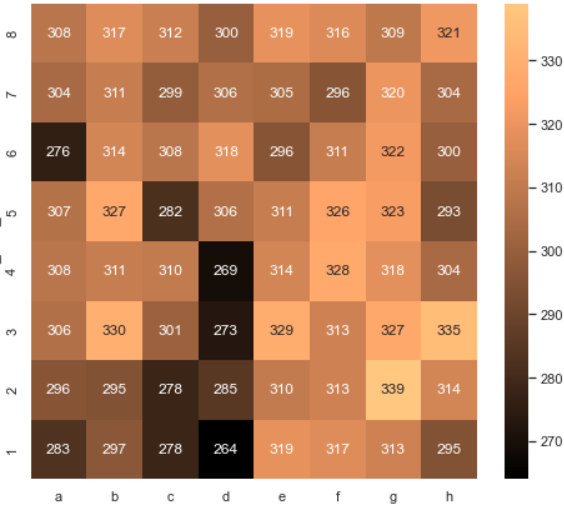 8 308 317 312 300 319 316 309 321
7 304 311 299 306 305 296 320 304
6 276 314 308 318 296 311 322 300
5 307 327 282 306 311 326 323 293
4 308 311 310 269 314 328 318 304
3 306 330 301 273 329 313 327 335
2 296 295 278 285 310 313 339 314
1 283 297 278 264 319 317 313 295
a b c d e f g h
330
320
310
300
290
280
270